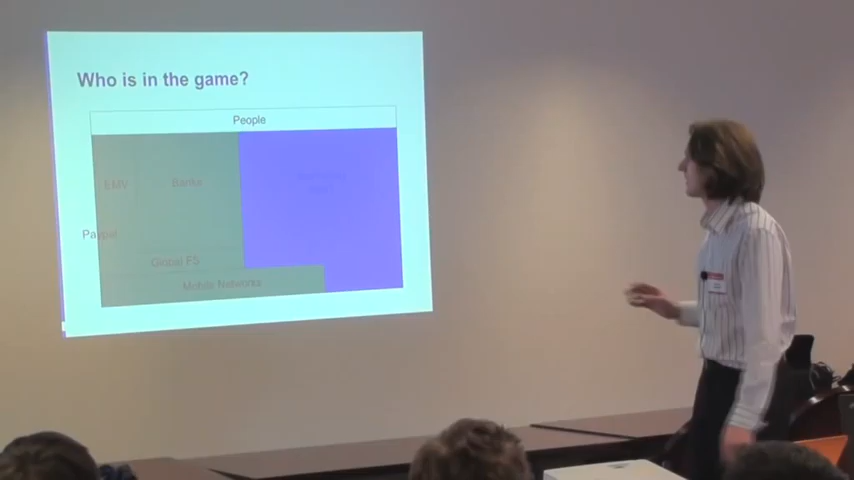 Who is in the game?
People
EMV
Banks
Paypal
Global FS
Mobile Networks